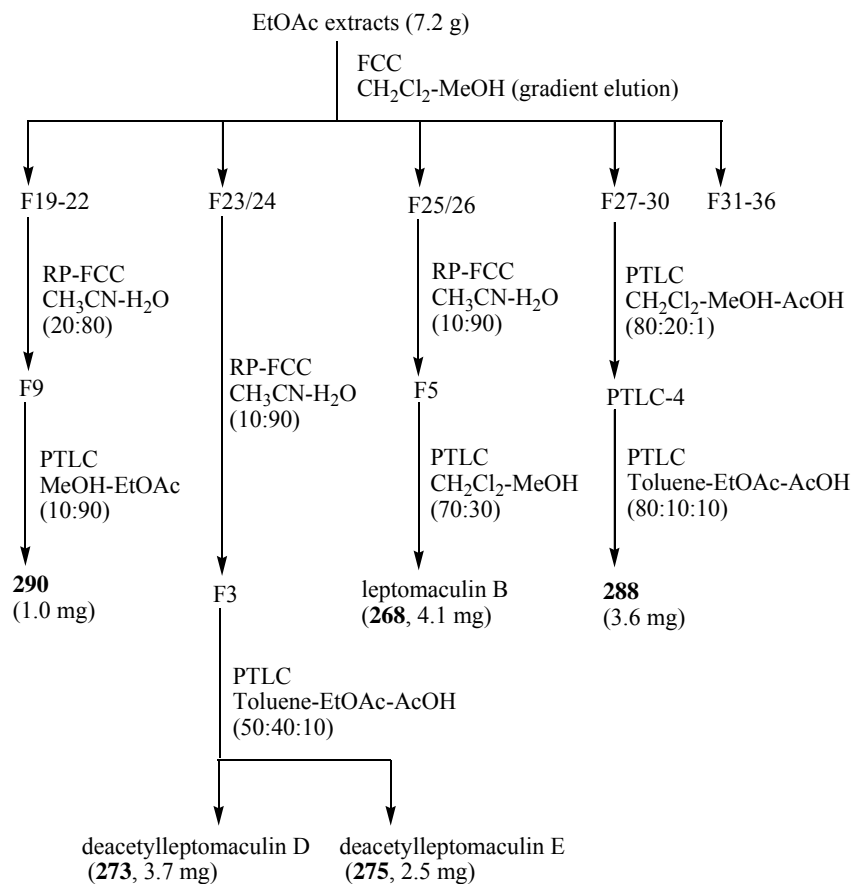 EtOAc extracts (7.2 g)
FCC
CH₂Cl₂-MeOH (gradient elution)
F19-22
F23/24
F25/26
F27-30
F31-36
RP-FCC
CH₃CN-H₂O
(20:80)
RP-FCC
CH₃CN-H₂O
(10:90)
PTLC
CH₂Cl₂-MeOH-AcOH
(80:20:1)
RP-FCC
CH₃CN-H₂O
(10:90)
F9
F5
PTLC-4
PTLC
MeOH-EtOAc
(10:90)
PTLC
CH₂Cl₂-MeOH
(70:30)
PTLC
Toluene-EtOAc-AcOH
(80:10:10)
290
(1.0 mg)
F3
leptomaculin B
(268, 4.1 mg)
288
(3.6 mg)
PTLC
Toluene-EtOAc-AcOH
(50:40:10)
deacetylleptomaculin D
(273, 3.7 mg)
deacetylleptomaculin E
(275, 2.5 mg)